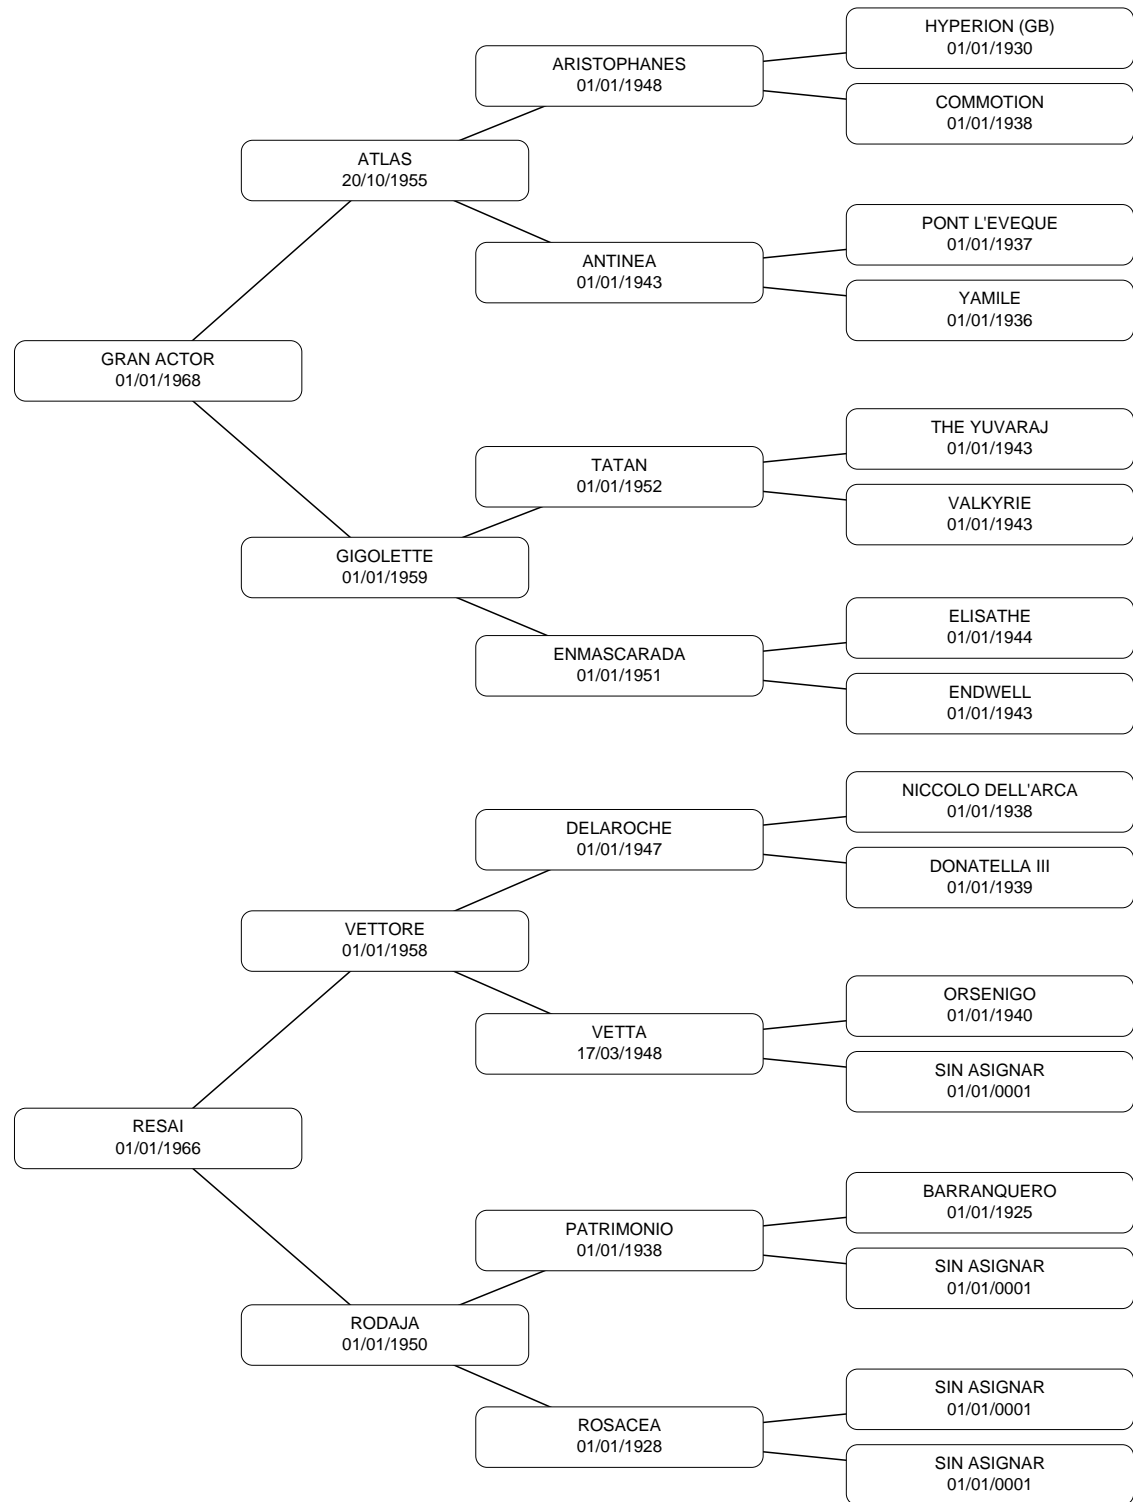 HYPERION (GB)
01/01/1930
ARISTOPHANES
01/01/1948
COMMOTION
01/01/1938
ATLAS
20/10/1955
PONT L'EVEQUE
01/01/1937
ANTINEA
01/01/1943
YAMILE
01/01/1936
GRAN ACTOR
01/01/1968
THE YUVARAJ
01/01/1943
TATAN
01/01/1952
VALKYRIE
01/01/1943
GIGOLETTE
01/01/1959
ELISATHE
01/01/1944
ENMASCARADA
01/01/1951
ENDWELL
01/01/1943
NICCOLO DELL'ARCA
01/01/1938
DELAROCHE
01/01/1947
DONATELLA III
01/01/1939
VETTORE
01/01/1958
ORSENIGO
01/01/1940
VETTA
17/03/1948
SIN ASIGNAR
01/01/0001
RESAI
01/01/1966
BARRANQUERO
01/01/1925
PATRIMONIO
01/01/1938
SIN ASIGNAR
01/01/0001
RODAJA
01/01/1950
SIN ASIGNAR
01/01/0001
ROSACEA
01/01/1928
SIN ASIGNAR
01/01/0001